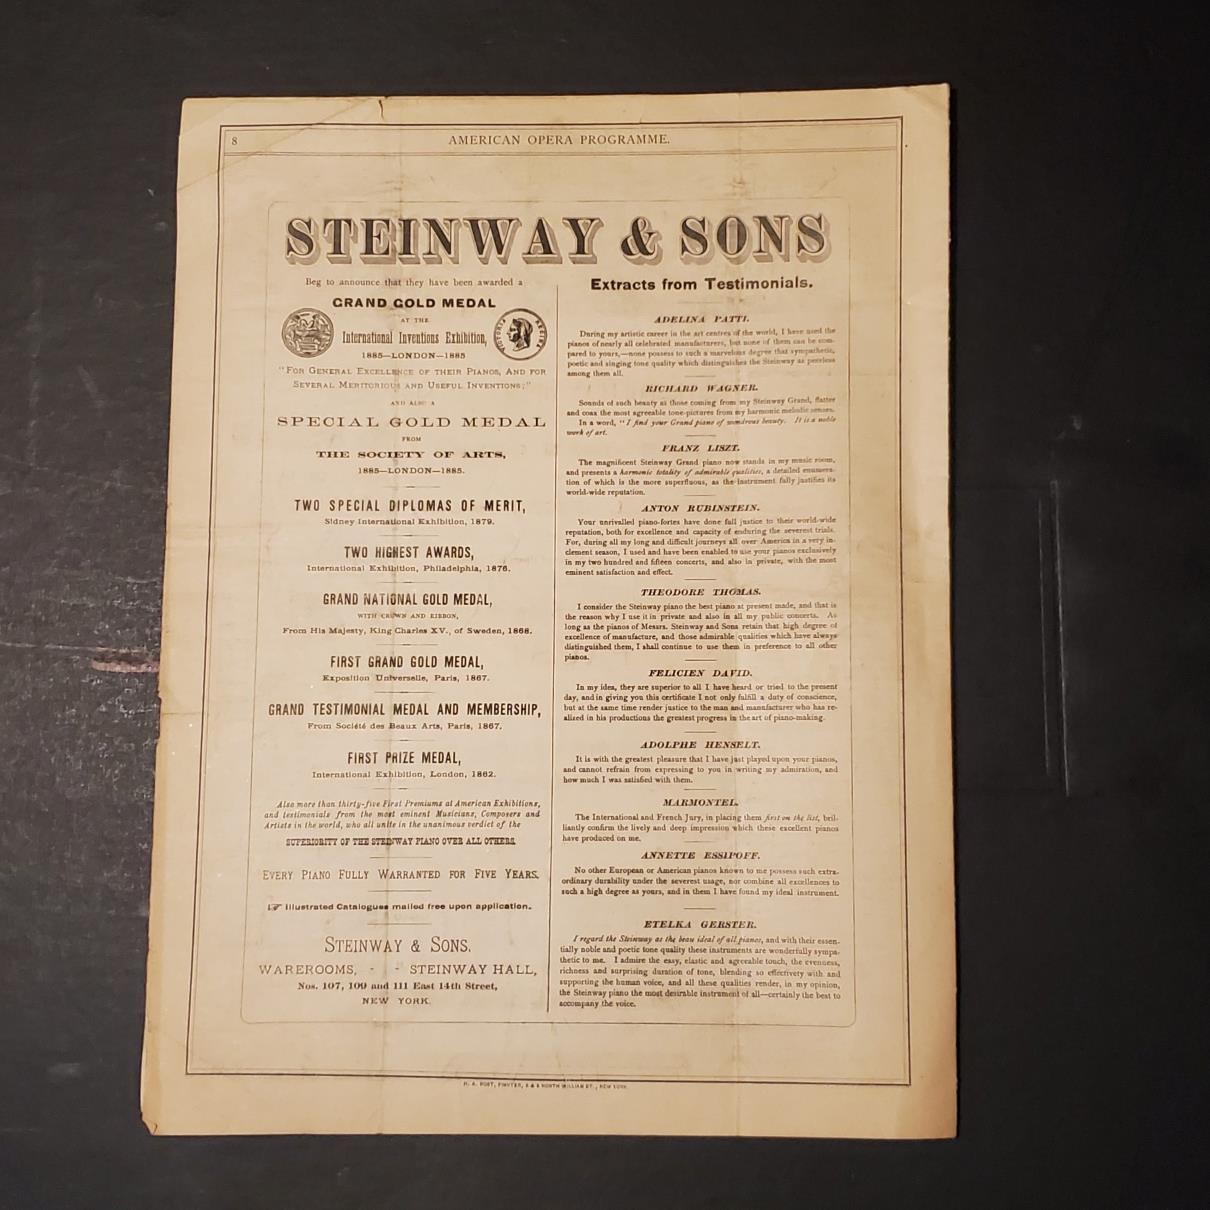 8
AMERICAN OPERA PROGRAMME.
STEINWAY & SONS
Beg to announce that they have been awarded a
GRAND GOLD MEDAL
AT THE
International Inventions Exhibition,
1885—LONDON—1885
"FOR GENERAL EXCELLENCE OF THEIR PIANOS, AND FOR
SEVERAL MERITORIOUS AND USEFUL INVENTIONS;"
AND ALSO A
SPECIAL GOLD MEDAL
FROM
THE SOCIETY OF ARTS,
1885—LONDON—1885.
TWO SPECIAL DIPLOMAS OF MERIT,
Sidney International Exhibition, 1879.
TWO HIGHEST AWARDS,
International Exhibition, Philadelphia, 1876.
GRAND NATIONAL GOLD MEDAL,
WITH CROWN AND RIBBON,
From His Majesty, King Charles XV., of Sweden, 1868.
FIRST GRAND GOLD MEDAL,
Exposition Universelle, Paris, 1867.
GRAND TESTIMONIAL MEDAL AND MEMBERSHIP,
From Société des Beaux Arts, Paris, 1867.
FIRST PRIZE MEDAL,
International Exhibition, London, 1862.
Also more than thirty-five First Premiums at American Exhibitions,
and testimonials from the most eminent Musicians, Composers and
Artists in the world, who all unite in the unanimous verdict of the
SUPERIORITY OF THE STEINWAY PIANO OVER ALL OTHERS.
EVERY PIANO FULLY WARRANTED FOR FIVE YEARS.
☞ Illustrated Catalogues mailed free upon application.
STEINWAY & SONS.
WAREROOMS, - - STEINWAY HALL,
Nos. 107, 109 and 111 East 14th Street,
NEW YORK.
Extracts from Testimonials.
ADELINA PATTI.
During my artistic career in the art centres of the world, I have used the
pianos of nearly all celebrated manufacturers, but none of them can be com-
pared to yours,—none possess to such a marvelous degree that sympathetic,
poetic and singing tone quality which distinguishes the Steinway as peerless
among them all.
RICHARD WAGNER.
Sounds of such beauty as those coming from my Steinway Grand, flatter
and coax the most agreeable tone-pictures from my harmonic melodic senses.
In a word, "I find your Grand piano of wondrous beauty. It is a noble
work of art.
FRANZ LISZT.
The magnificent Steinway Grand piano now stands in my music room,
and presents a harmonic totality of admirable qualities, a detailed enumera-
tion of which is the more superfluous, as the instrument fully justifies its
world-wide reputation.
ANTON RUBINSTEIN.
Your unrivalled piano-fortes have done full justice to their world-wide
reputation, both for excellence and capacity of enduring the severest trials.
For, during all my long and difficult journeys all over America in a very in-
clement season, I used and have been enabled to use your pianos exclusively
in my two hundred and fifteen concerts, and also in private, with the most
eminent satisfaction and effect.
THEODORE THOMAS.
I consider the Steinway piano the best piano at present made, and that is
the reason why I use it in private and also in all my public concerts. As
long as the pianos of Messrs. Steinway and Sons retain that high degree of
excellence of manufacture, and those admirable qualities which have always
distinguished them, I shall continue to use them in preference to all other
pianos.
FELICIEN DAVID.
In my idea, they are superior to all I have heard or tried to the present
day, and in giving you this certificate I not only fulfill a duty of conscience,
but at the same time render justice to the man and manufacturer who has re-
alized in his productions the greatest progress in the art of piano-making.
ADOLPHE HENSELT.
It is with the greatest pleasure that I have just played upon your pianos,
and cannot refrain from expressing to you in writing my admiration, and
how much I was satisfied with them.
MARMONTEL.
The International and French Jury, in placing them first on the list, bril-
liantly confirm the lively and deep impression which these excellent pianos
have produced on me.
ANNETTE ESSIPOFF.
No other European or American pianos known to me possess such extra-
ordinary durability under the severest usage, nor combine all excellences to
such a high degree as yours, and in them I have found my ideal instrument.
ETELKA GERSTER.
I regard the Steinway as the beau ideal of all pianos, and with their essen-
tially noble and poetic tone quality these instruments are wonderfully sympa-
thetic to me. I admire the easy, elastic and agreeable touch, the evenness,
richness and surprising duration of tone, blending so effectively with and
supporting the human voice, and all these qualities render, in my opinion,
the Steinway piano the most desirable instrument of all—certainly the best to
accompany the voice.
H. A. ROST, PRINTER, NORTH WILLIAM ST., NEW YORK.